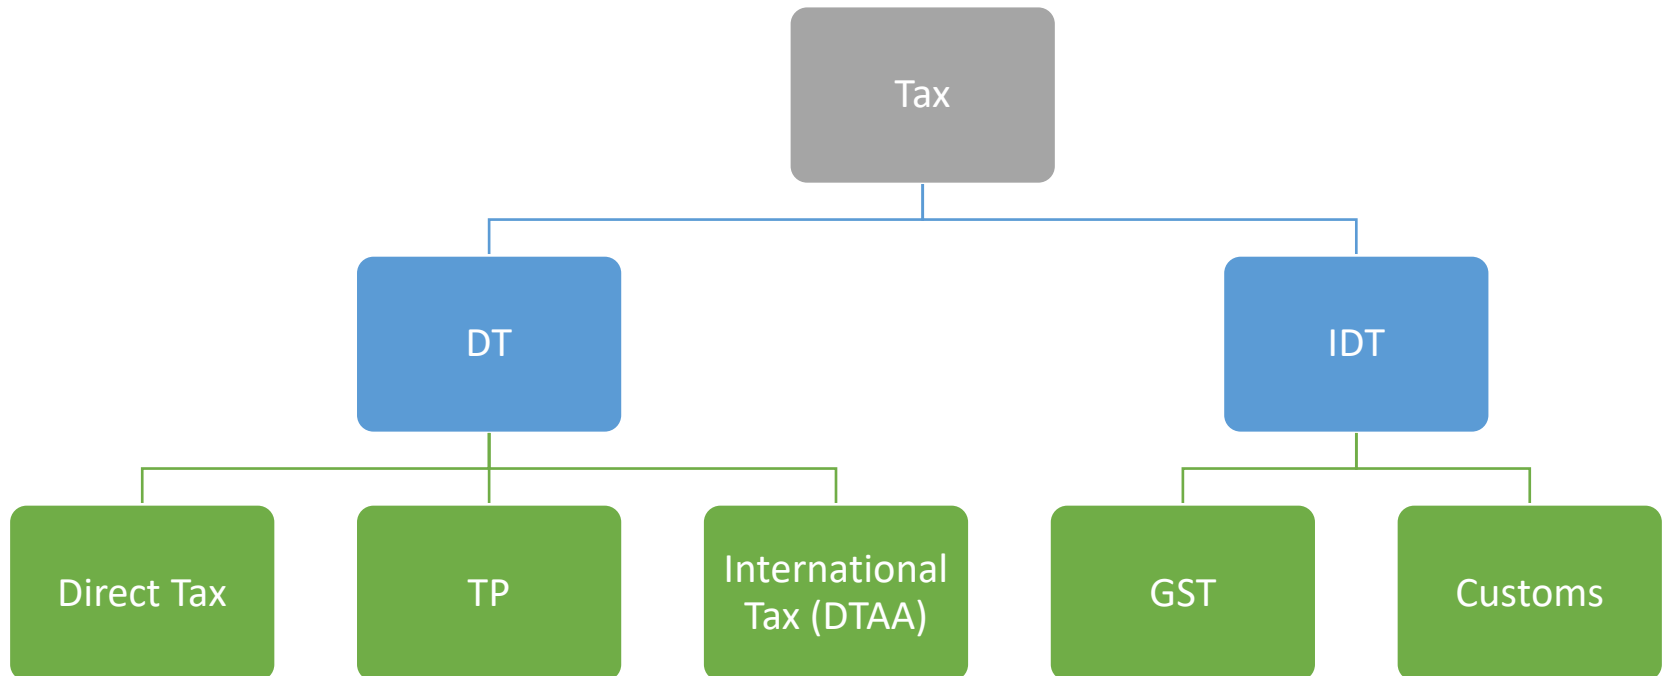 Tax
DT
IDT
Direct Tax
TP
International
Tax (DTAA)
GST
Customs